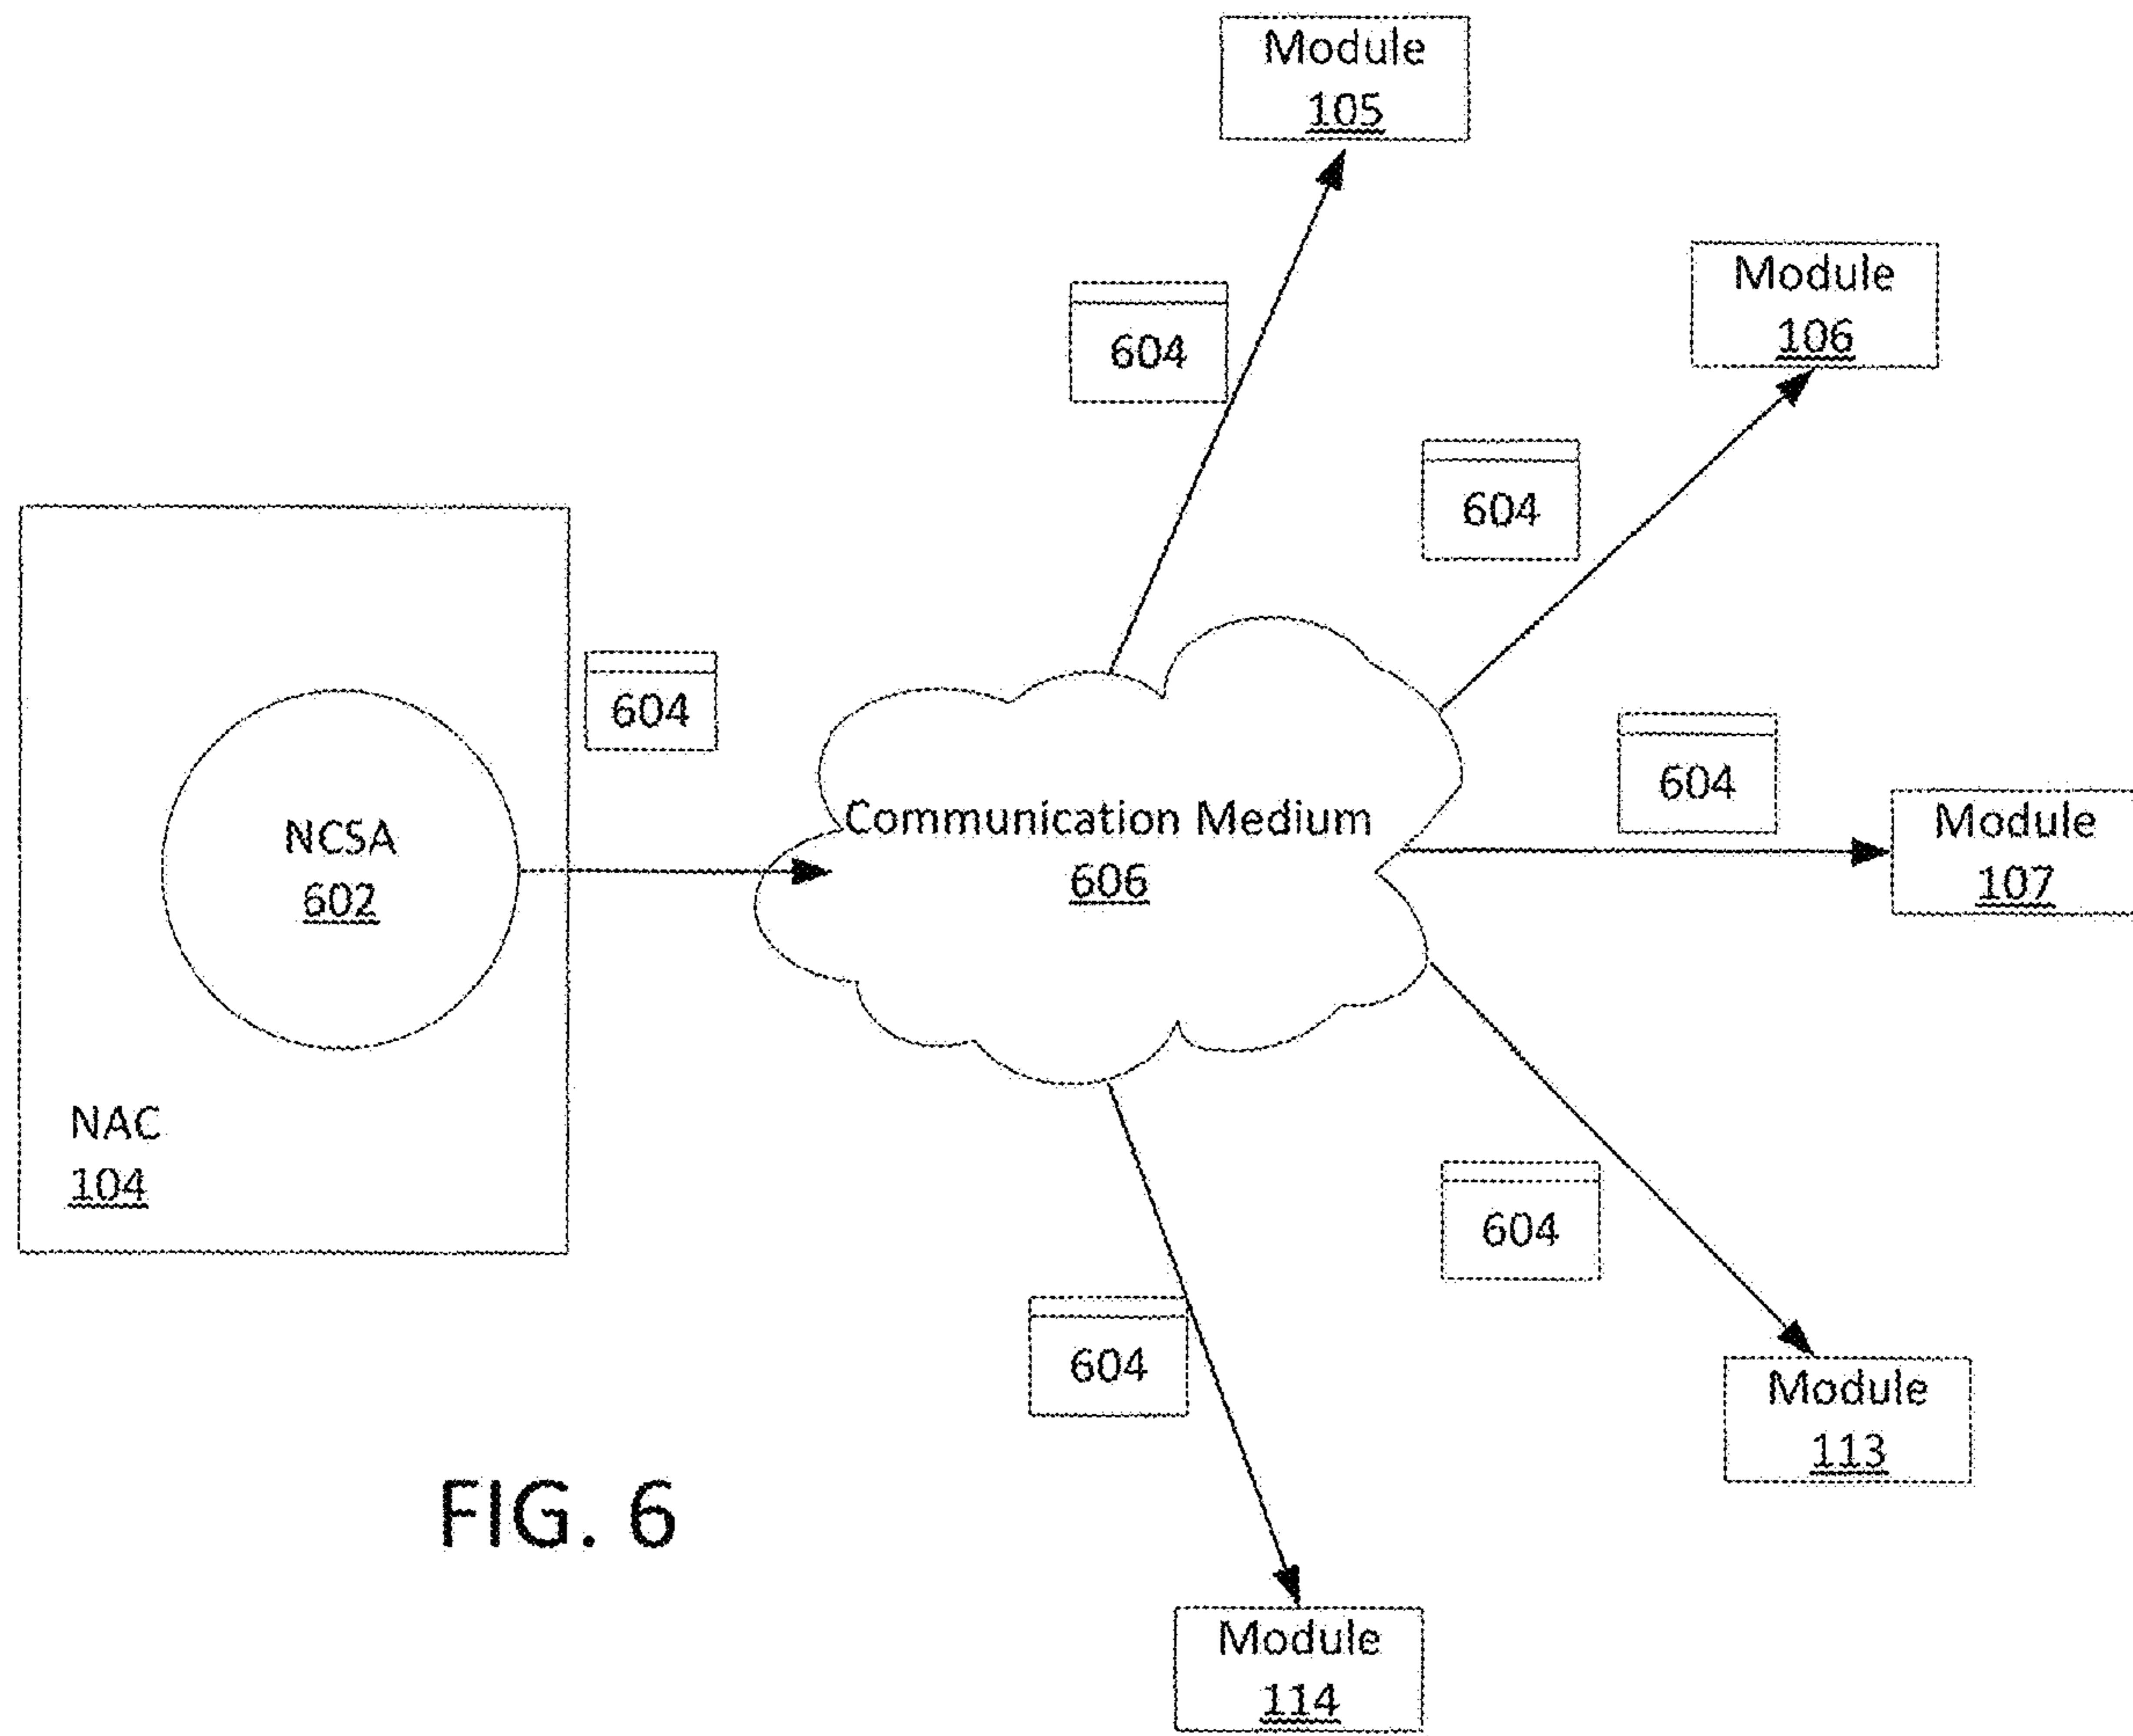 Module
105
Module
106
604
604
604
604
Module
107
NCSA
602
Communication Medium
606
NAC
104
604
604
Module
113
FIG. 6
Module
114